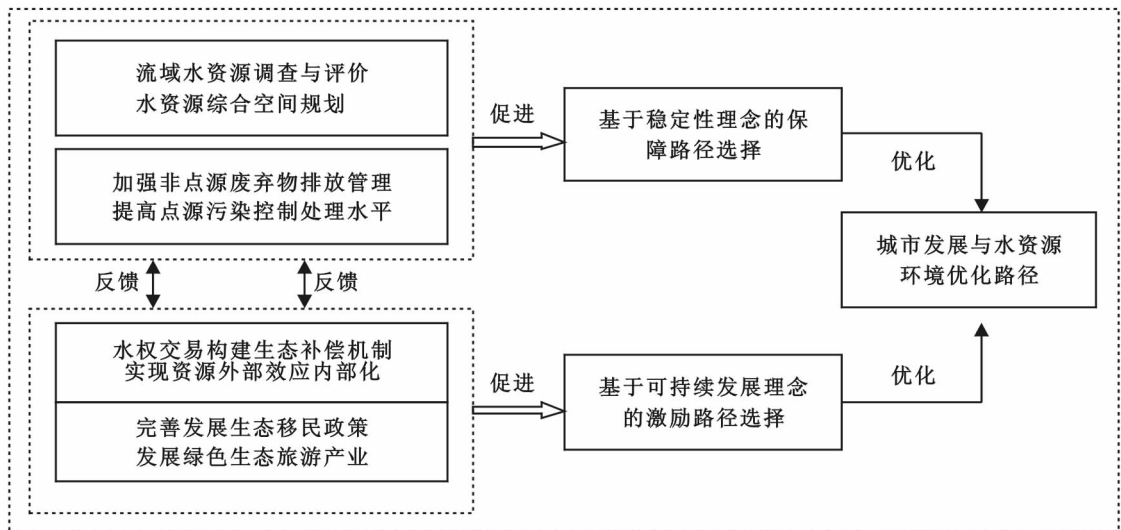 流域水资源调查与评价
水资源综合空间规划
加强非点源废弃物排放管理
提高点源污染控制处理水平
促进
基于稳定性理念的保
障路径选择
优化
城市发展与水资源
环境优化路径
反馈
反馈
水权交易构建生态补偿机制
实现资源外部效应内部化
完善发展生态移民政策
发展绿色生态旅游产业
促进
基于可持续发展理念
的激励路径选择
优化